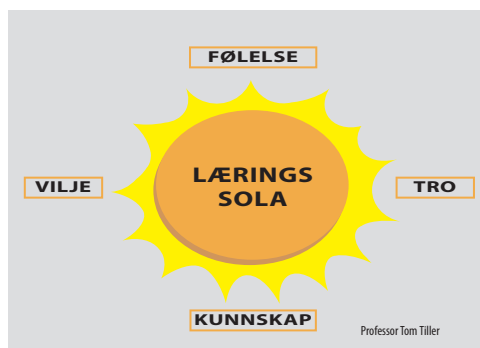 FØLELSE
VILJE
LÆRINGS
SOLA
TRO
KUNNSKAP
Professor Tom Tiller